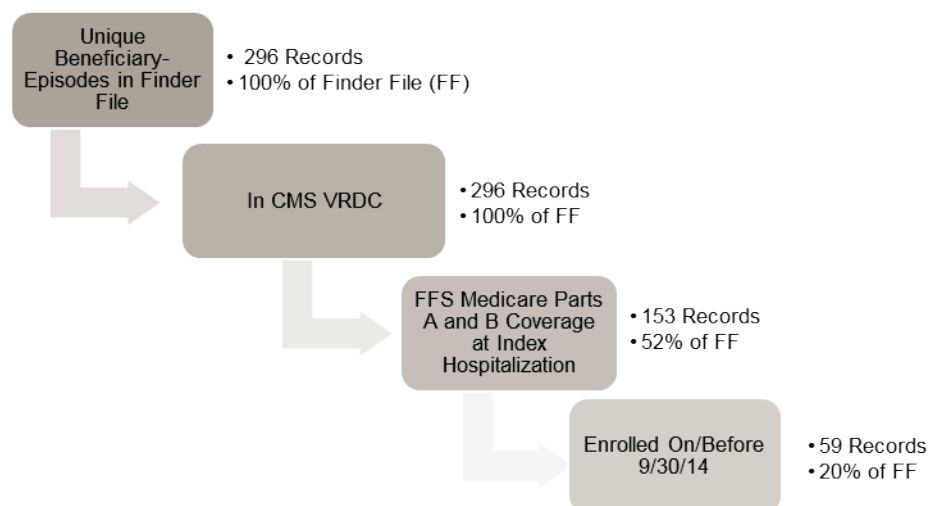 Unique
Beneficiary-
Episodes in Finder
File
• 296 Records
• 100% of Finder File (FF)
In CMS VRDC
• 296 Records
• 100% of FF
FFS Medicare Parts
A and B Coverage
at Index
Hospitalization
• 153 Records
• 52% of FF
Enrolled On/Before
9/30/14
• 59 Records
• 20% of FF